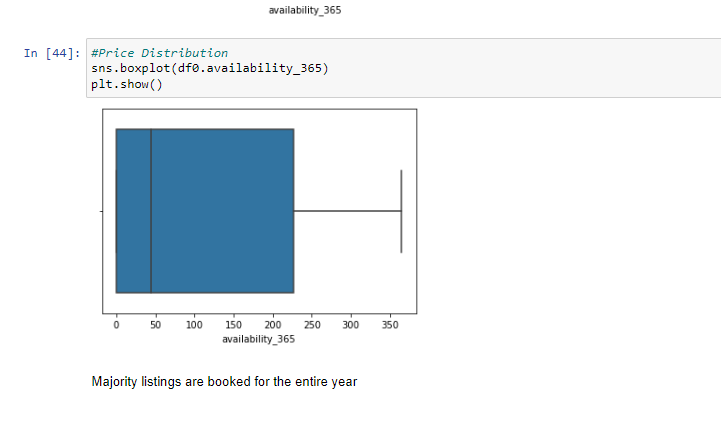 availability_365
In [44]: #Price Distribution
sns.boxplot(df0.availability_365)
plt.show()
0 50 100 150 200 250 300 350
availability_365
Majority listings are booked for the entire year